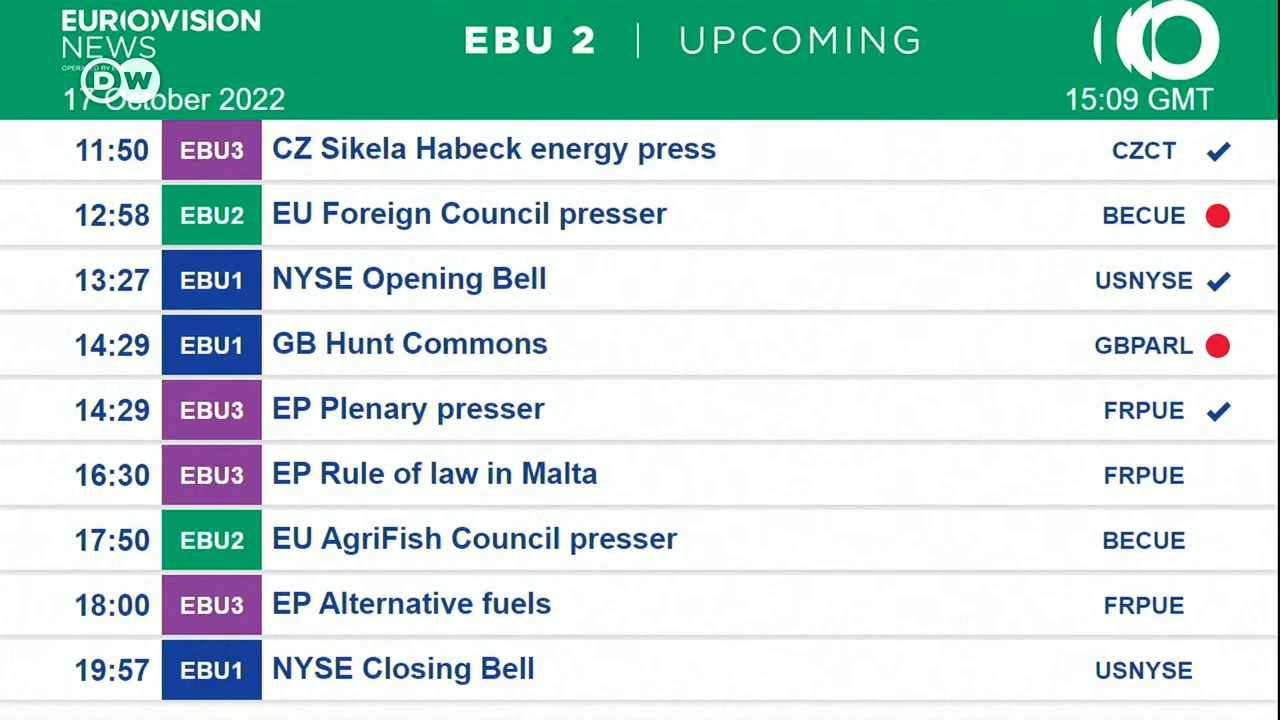 EUR(O)VISION
NEWS
EBU 2 | UPCOMING
DW
17 October 2022
15:09 GMT
11:50 EBU3 CZ Sikela Habeck energy press CZCT
12:58 EBU2 EU Foreign Council presser BECUE
13:27 EBU1 NYSE Opening Bell USNYSE
14:29 EBU1 GB Hunt Commons GBPARL
14:29 EBU3 EP Plenary presser FRPUE
16:30 EBU3 EP Rule of law in Malta FRPUE
17:50 EBU2 EU AgriFish Council presser BECUE
18:00 EBU3 EP Alternative fuels FRPUE
19:57 EBU1 NYSE Closing Bell USNYSE